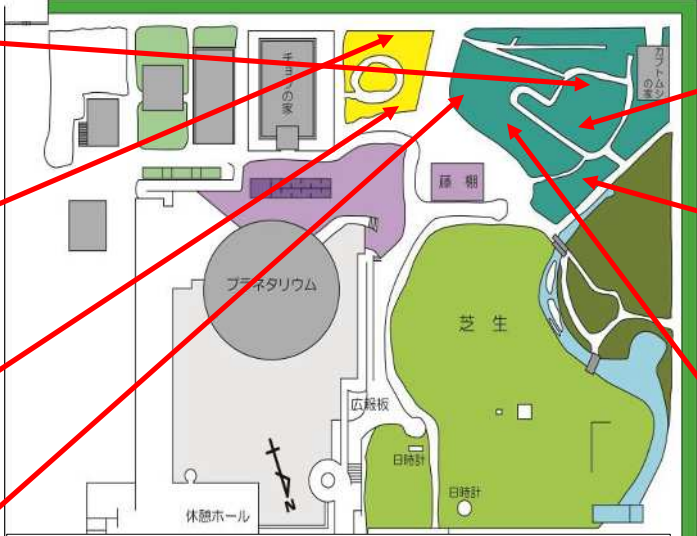 チョウの家
カブトムシの家
藤棚
プラネタリウム
芝生
広報板
日時計
日時計
休憩ホール
N